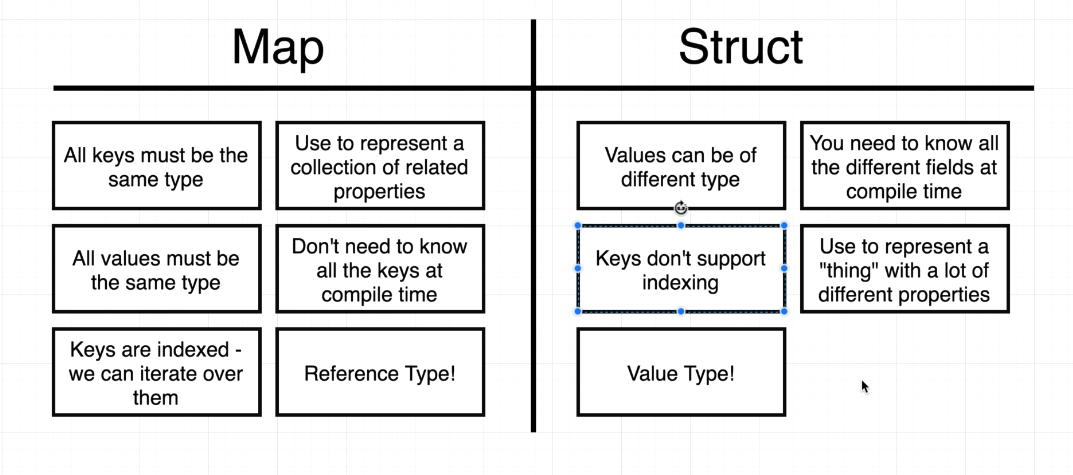 Map
Struct
All keys must be the
same type
Use to represent a
collection of related
properties
Values can be of
different type
You need to know all
the different fields at
compile time
All values must be
the same type
Don't need to know
all the keys at
compile time
Keys don't support
indexing
Use to represent a
"thing" with a lot of
different properties
Keys are indexed -
we can iterate over
them
Reference Type!
Value Type!